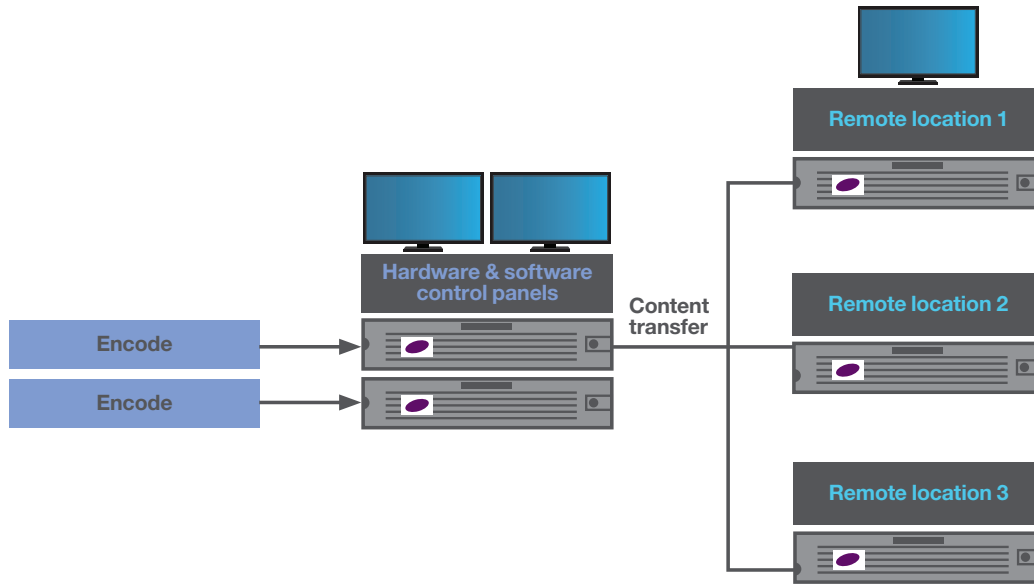 Remote location 1
Hardware & software
control panels
Content
transfer
Remote location 2
Encode
Encode
Remote location 3